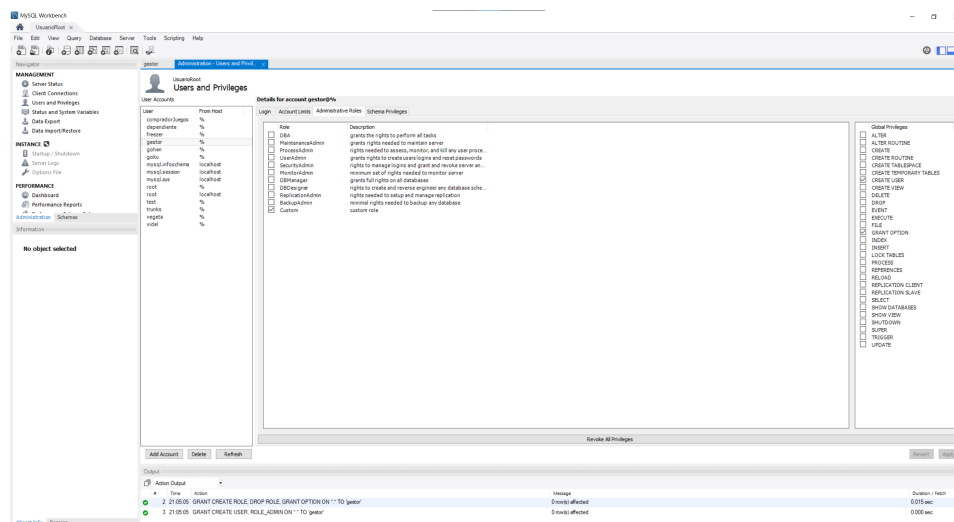 MySQL Workbench
UsuarioRoot ×
File Edit View Query Database Server Tools Scripting Help
Navigator
MANAGEMENT
Server Status
Client Connections
Users and Privileges
Status and System Variables
Data Export
Data Import/Restore
INSTANCE
Startup / Shutdown
Server Logs
Options File
PERFORMANCE
Dashboard
Performance Reports
Administration Schemas
Information
No object selected
gestor Administration - Users and Privil... ×
UsuarioRoot
Users and Privileges
User Accounts
User From Host
compradorJuegos %
dependiente %
freezer %
gestor %
gohan %
goku %
mysql.infoschema localhost
mysql.session localhost
mysql.sys localhost
root %
root localhost
test %
trunks %
vegeta %
videl %
Add Account Delete Refresh
Details for account gestor@%
Login Account Limits Administrative Roles Schema Privileges
Role Description
DBA grants the rights to perform all tasks
MaintenanceAdmin grants rights needed to maintain server
ProcessAdmin rights needed to assess, monitor, and kill any user proce...
UserAdmin grants rights to create users logins and reset passwords
SecurityAdmin rights to manage logins and grant and revoke server an...
MonitorAdmin minimum set of rights needed to monitor server
DBManager grants full rights on all databases
DBDesigner rights to create and reverse engineer any database sche...
ReplicationAdmin rights needed to setup and manage replication
BackupAdmin minimal rights needed to backup any database
Custom custom role
Global Privileges
ALTER
ALTER ROUTINE
CREATE
CREATE ROUTINE
CREATE TABLESPACE
CREATE TEMPORARY TABLES
CREATE USER
CREATE VIEW
DELETE
DROP
EVENT
EXECUTE
FILE
GRANT OPTION
INDEX
INSERT
LOCK TABLES
PROCESS
REFERENCES
RELOAD
REPLICATION CLIENT
REPLICATION SLAVE
SELECT
SHOW DATABASES
SHOW VIEW
SHUTDOWN
SUPER
TRIGGER
UPDATE
Revoke All Privileges
Revert
Output
Action Output
# Time Action Message Duration / Fetch
2 21:05:05 GRANT CREATE ROLE, DROP ROLE, GRANT OPTION ON *.* TO 'gestor' 0 row(s) affected 0.015 sec
3 21:05:05 GRANT CREATE USER, ROLE_ADMIN ON *.* TO 'gestor' 0 row(s) affected 0.000 sec